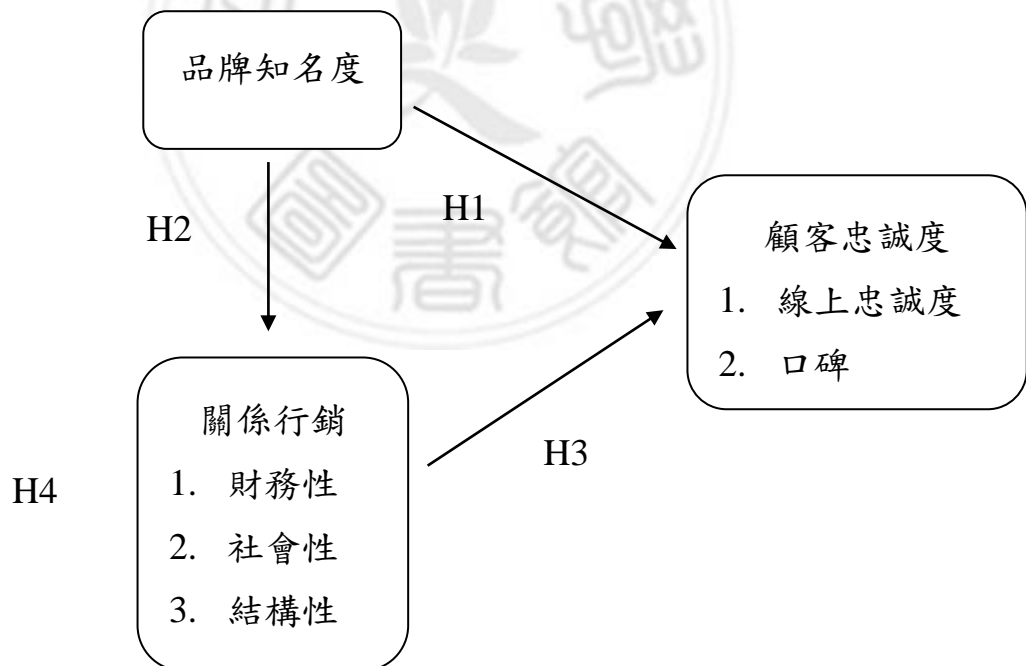 品牌知名度
H1
H2
顧客忠誠度
1. 線上忠誠度
2. 口碑
關係行銷
1. 財務性
2. 社會性
3. 結構性
H3
H4
書